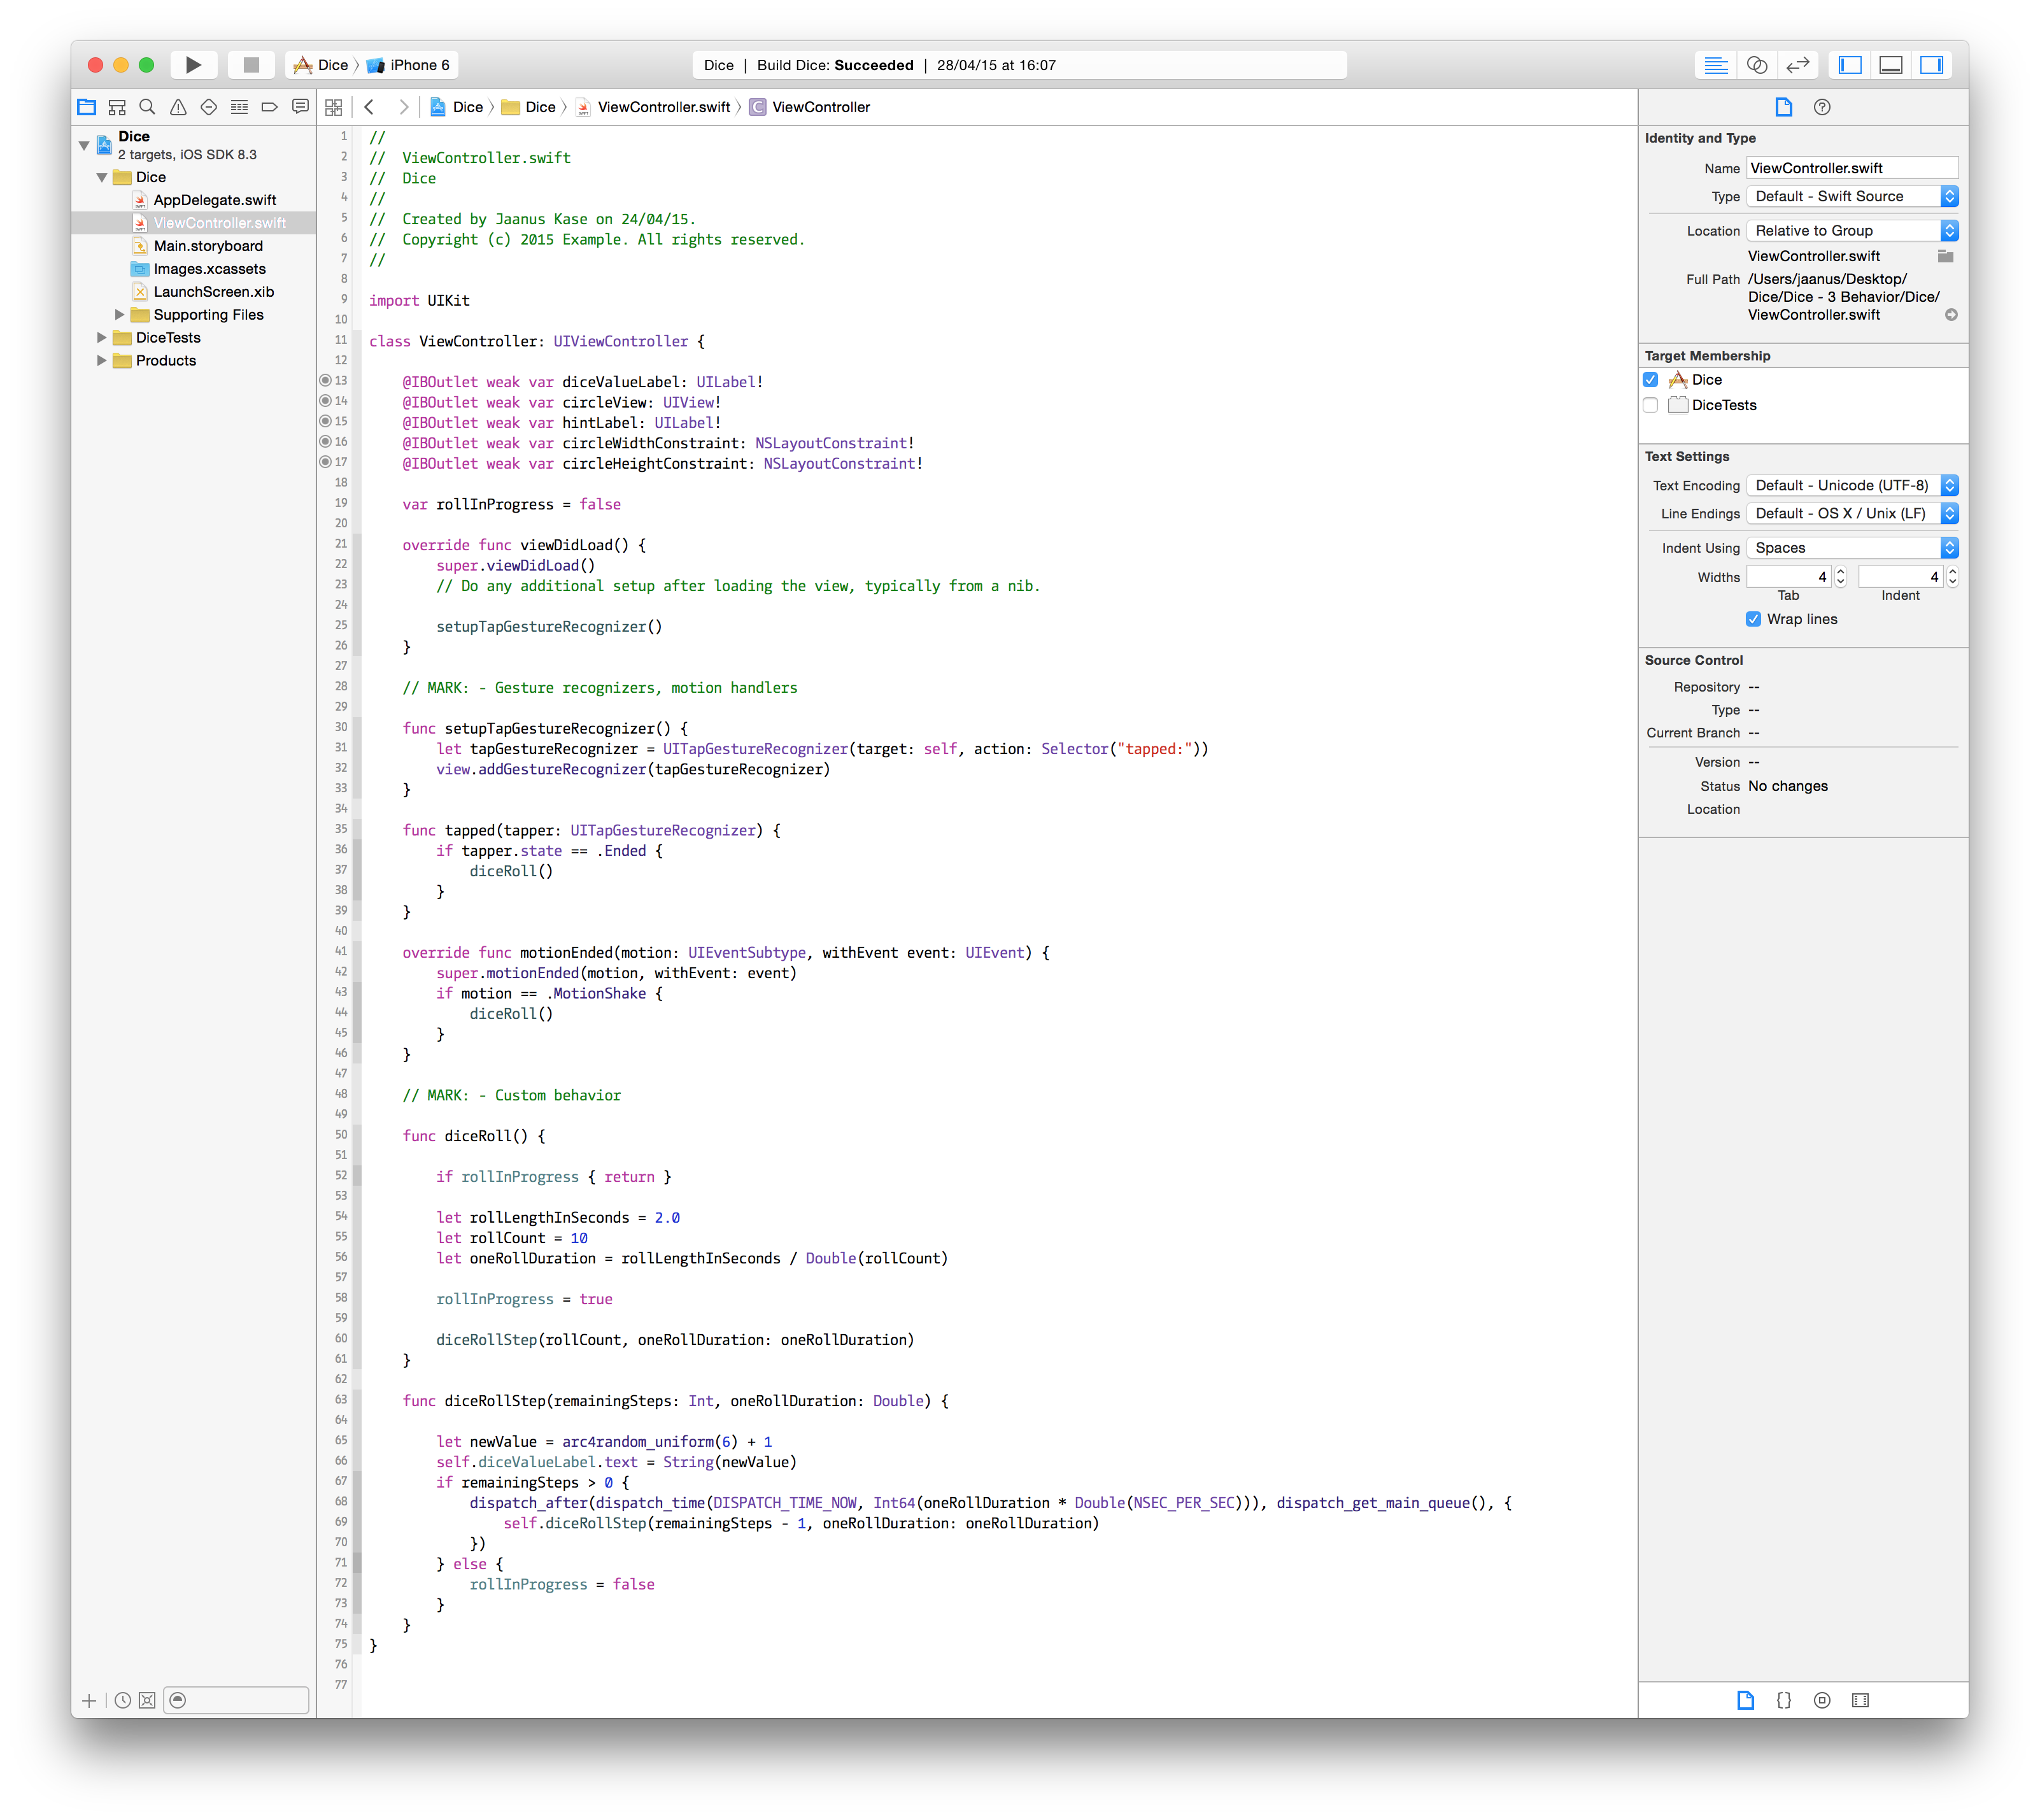 Dice 〉 iPhone 6
Dice | Build Dice: Succeeded | 28/04/15 at 16:07
Dice 〉 Dice 〉 ViewController.swift 〉 C ViewController
Dice
2 targets, iOS SDK 8.3
Dice
AppDelegate.swift
ViewController.swift
Main.storyboard
Images.xcassets
LaunchScreen.xib
Supporting Files
DiceTests
Products
1 //
2 //  ViewController.swift
3 //  Dice
4 //
5 //  Created by Jaanus Kase on 24/04/15.
6 //  Copyright (c) 2015 Example. All rights reserved.
7 //
8
9 import UIKit
10
11 class ViewController: UIViewController {
12
13     @IBOutlet weak var diceValueLabel: UILabel!
14     @IBOutlet weak var circleView: UIView!
15     @IBOutlet weak var hintLabel: UILabel!
16     @IBOutlet weak var circleWidthConstraint: NSLayoutConstraint!
17     @IBOutlet weak var circleHeightConstraint: NSLayoutConstraint!
18
19     var rollInProgress = false
20
21     override func viewDidLoad() {
22         super.viewDidLoad()
23         // Do any additional setup after loading the view, typically from a nib.
24
25         setupTapGestureRecognizer()
26     }
27
28     // MARK: - Gesture recognizers, motion handlers
29
30     func setupTapGestureRecognizer() {
31         let tapGestureRecognizer = UITapGestureRecognizer(target: self, action: Selector("tapped:"))
32         view.addGestureRecognizer(tapGestureRecognizer)
33     }
34
35     func tapped(tapper: UITapGestureRecognizer) {
36         if tapper.state == .Ended {
37             diceRoll()
38         }
39     }
40
41     override func motionEnded(motion: UIEventSubtype, withEvent event: UIEvent) {
42         super.motionEnded(motion, withEvent: event)
43         if motion == .MotionShake {
44             diceRoll()
45         }
46     }
47
48     // MARK: - Custom behavior
49
50     func diceRoll() {
51
52         if rollInProgress { return }
53
54         let rollLengthInSeconds = 2.0
55         let rollCount = 10
56         let oneRollDuration = rollLengthInSeconds / Double(rollCount)
57
58         rollInProgress = true
59
60         diceRollStep(rollCount, oneRollDuration: oneRollDuration)
61     }
62
63     func diceRollStep(remainingSteps: Int, oneRollDuration: Double) {
64
65         let newValue = arc4random_uniform(6) + 1
66         self.diceValueLabel.text = String(newValue)
67         if remainingSteps > 0 {
68             dispatch_after(dispatch_time(DISPATCH_TIME_NOW, Int64(oneRollDuration * Double(NSEC_PER_SEC))), dispatch_get_main_queue(), {
69                 self.diceRollStep(remainingSteps - 1, oneRollDuration: oneRollDuration)
70             })
71         } else {
72             rollInProgress = false
73         }
74     }
75 }
76
77
Identity and Type
Name ViewController.swift
Type Default - Swift Source
Location Relative to Group
ViewController.swift
Full Path /Users/jaanus/Desktop/
Dice/Dice - 3 Behavior/Dice/
ViewController.swift
Target Membership
Dice
DiceTests
Text Settings
Text Encoding Default - Unicode (UTF-8)
Line Endings Default - OS X / Unix (LF)
Indent Using Spaces
Widths 4 4
Tab Indent
Wrap lines
Source Control
Repository --
Type --
Current Branch --
Version --
Status No changes
Location